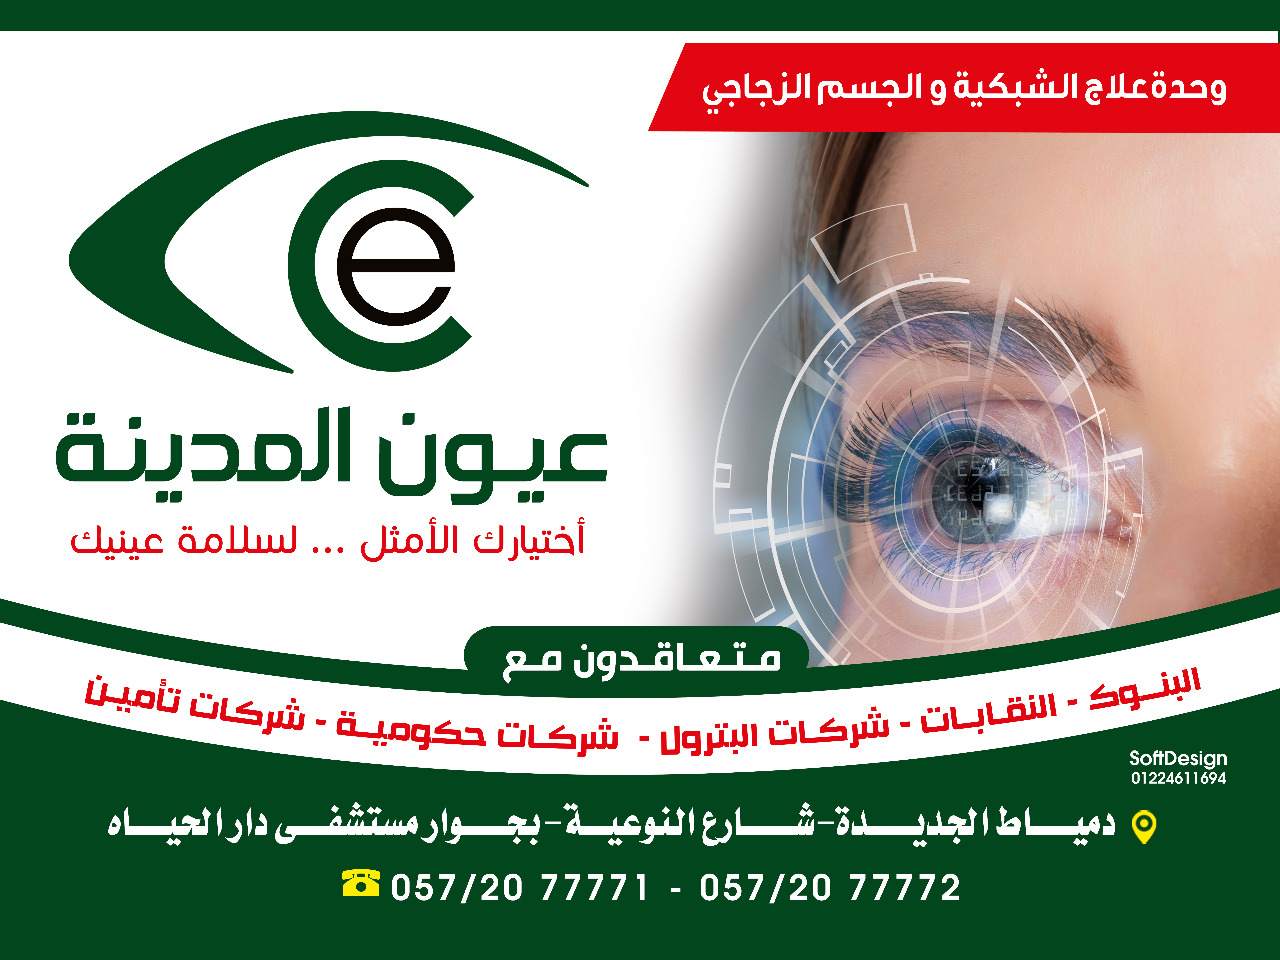 وحدة علاج الشبكية و الجسم الزجاجي
Ce
عيون المدينة
أختيارك الأمثل ... لسلامة عينيك
متعاقدون مع
البنوك - النقابات - شركات البترول - شركات حكومية - شركات تأمين
SoftDesign
01224611694
دمياط الجديدة - شارع النوعية - بجوار مستشفى دار الحياه
057/20 77771 - 057/20 77772